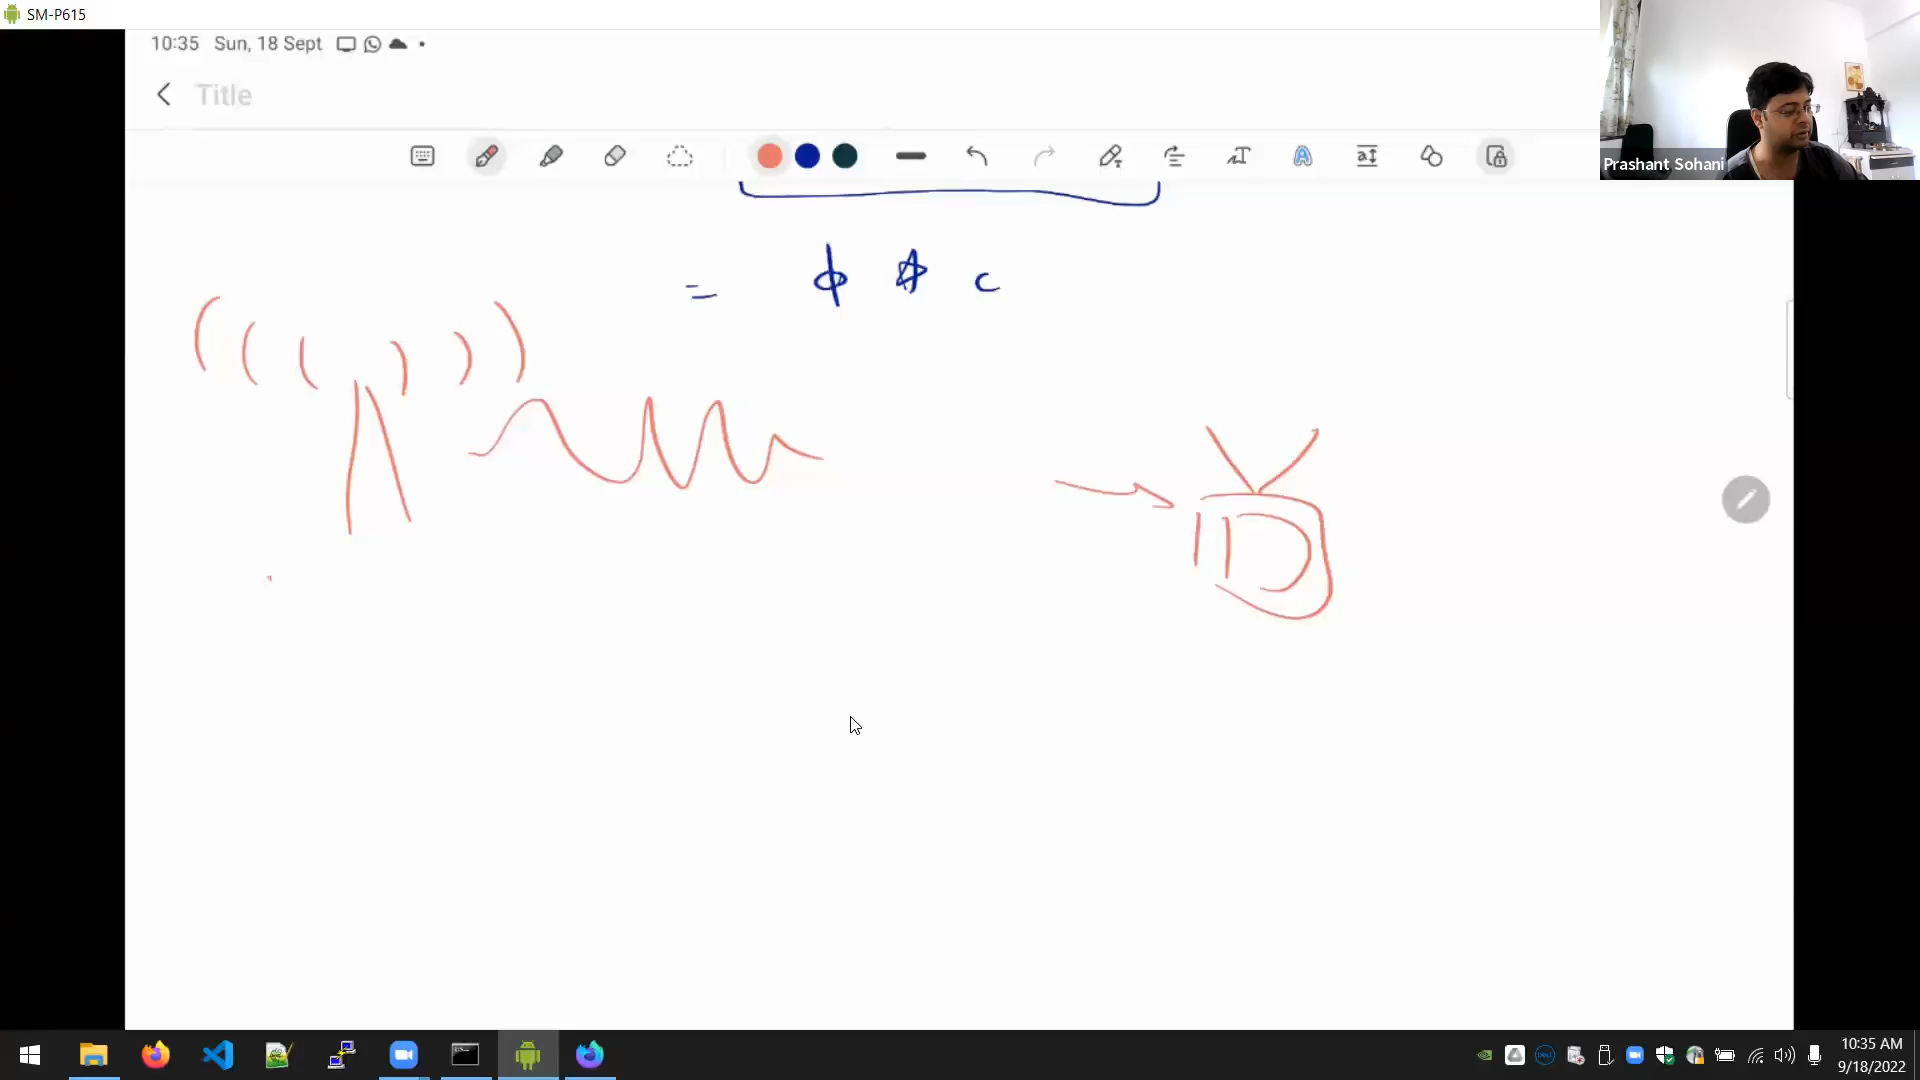 SM-P615
10:35 Sun, 18 Sept
Title
= φ * c
Prashant Sohani
10:35 AM
9/18/2022